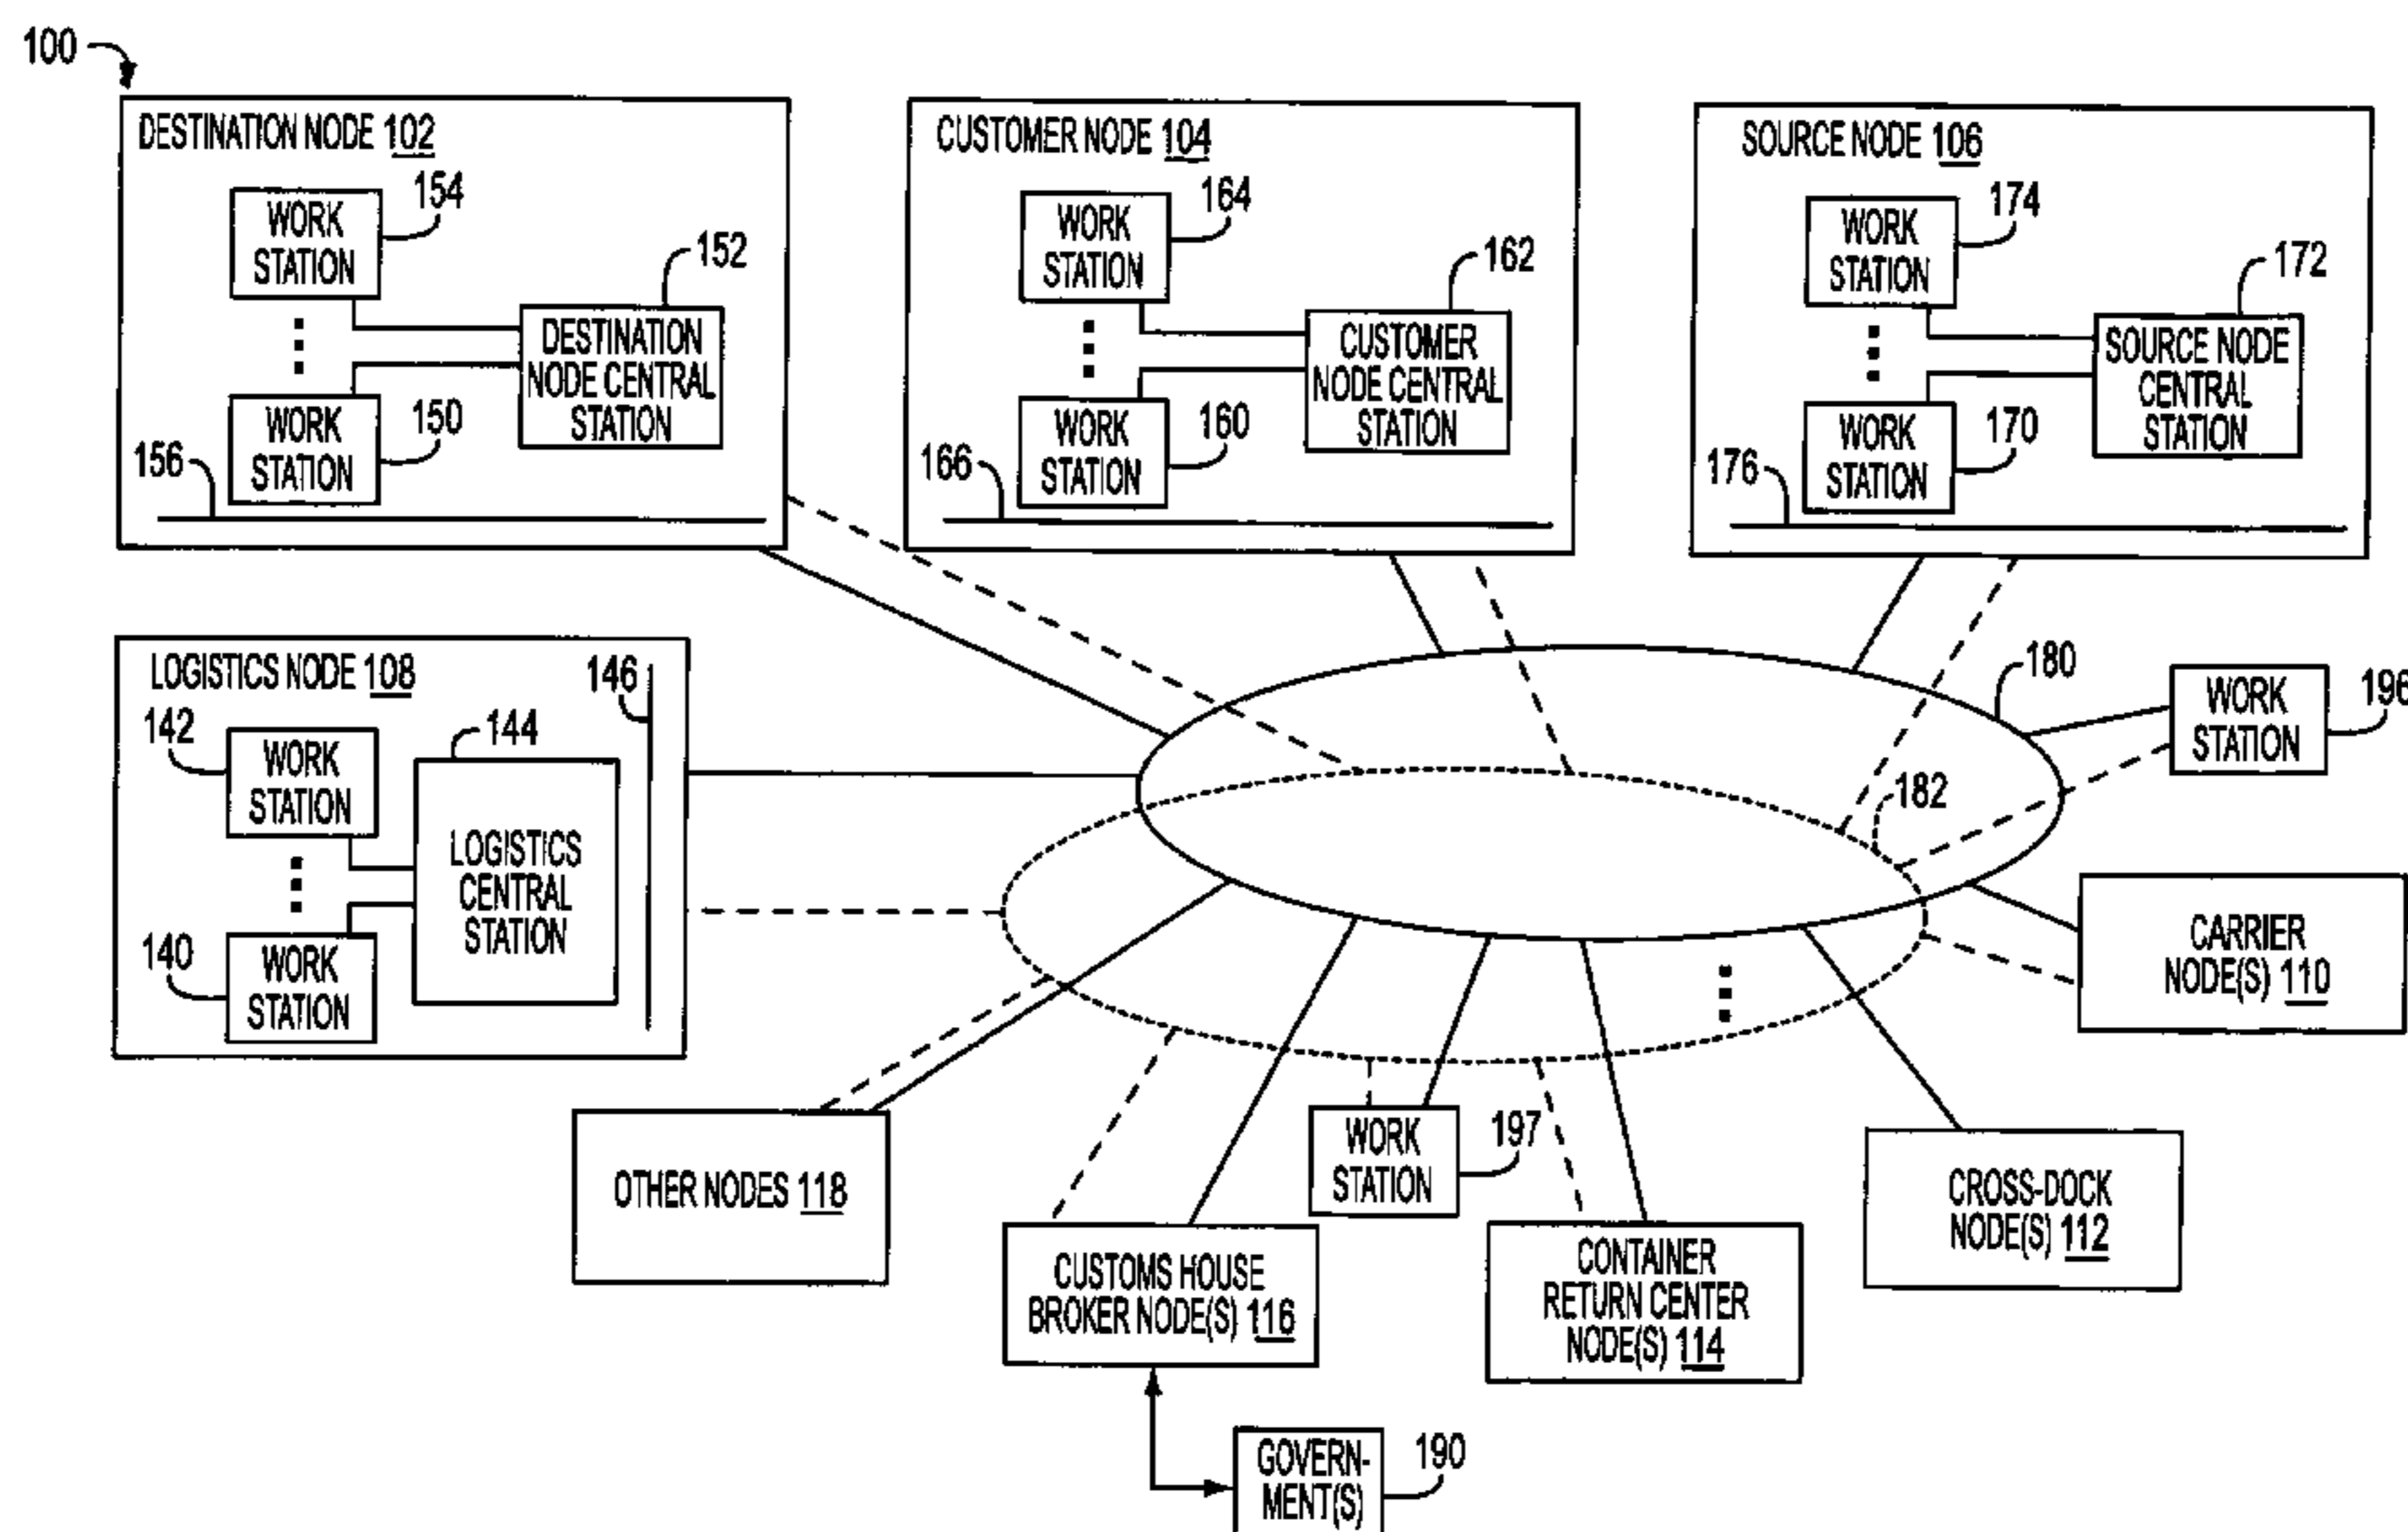 100
DESTINATION NODE 102
154
WORK
STATION
152
DESTINATION
NODE CENTRAL
STATION
WORK
STATION
150
156
CUSTOMER NODE 104
164
WORK
STATION
162
CUSTOMER
NODE CENTRAL
STATION
WORK
STATION
160
166
SOURCE NODE 106
174
WORK
STATION
172
SOURCE NODE
CENTRAL
STATION
WORK
STATION
170
176
LOGISTICS NODE 108
146
142
WORK
STATION
144
LOGISTICS
CENTRAL
STATION
140
WORK
STATION
180
182
WORK
STATION
196
CARRIER
NODE(S) 110
CROSS-DOCK
NODE(S) 112
CONTAINER
RETURN CENTER
NODE(S) 114
WORK
STATION
197
CUSTOMS HOUSE
BROKER NODE(S) 116
OTHER NODES 118
GOVERN-
MENT(S)
190